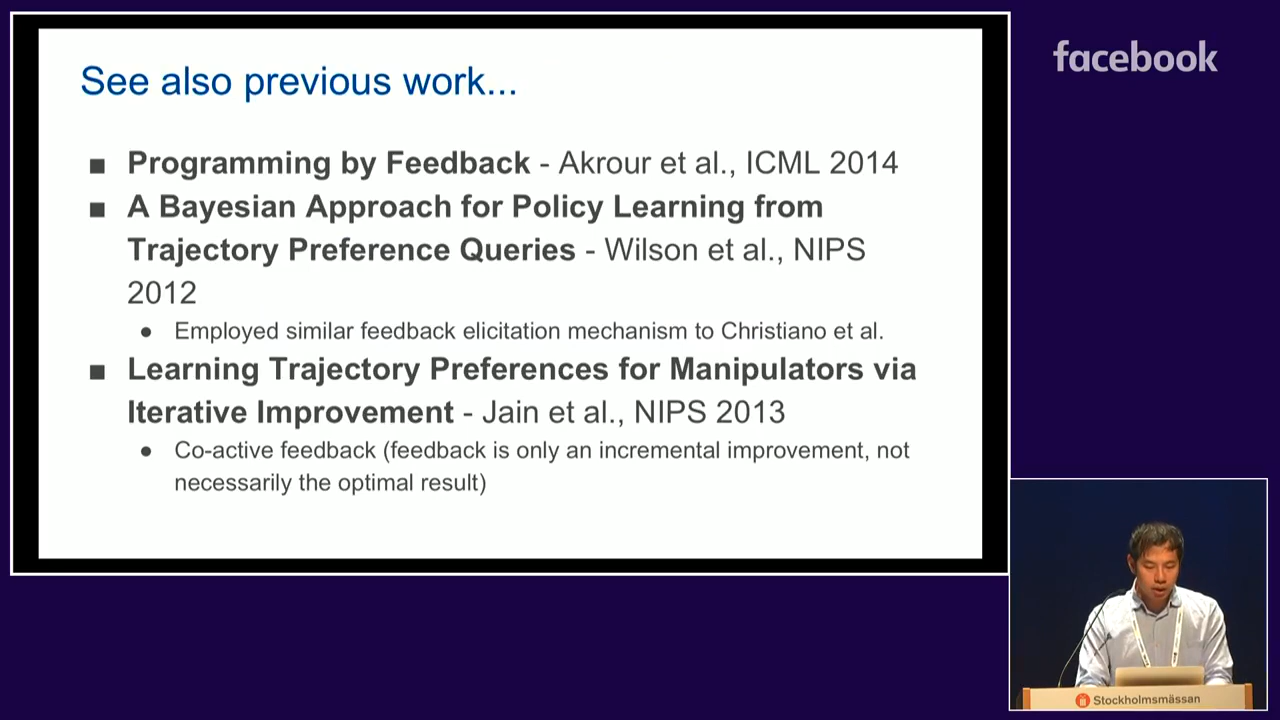 See also previous work...
facebook
■ Programming by Feedback - Akrour et al., ICML 2014
■ A Bayesian Approach for Policy Learning from
Trajectory Preference Queries - Wilson et al., NIPS
2012
● Employed similar feedback elicitation mechanism to Christiano et al.
■ Learning Trajectory Preferences for Manipulators via
Iterative Improvement - Jain et al., NIPS 2013
● Co-active feedback (feedback is only an incremental improvement, not
necessarily the optimal result)
Stockholmsmässan